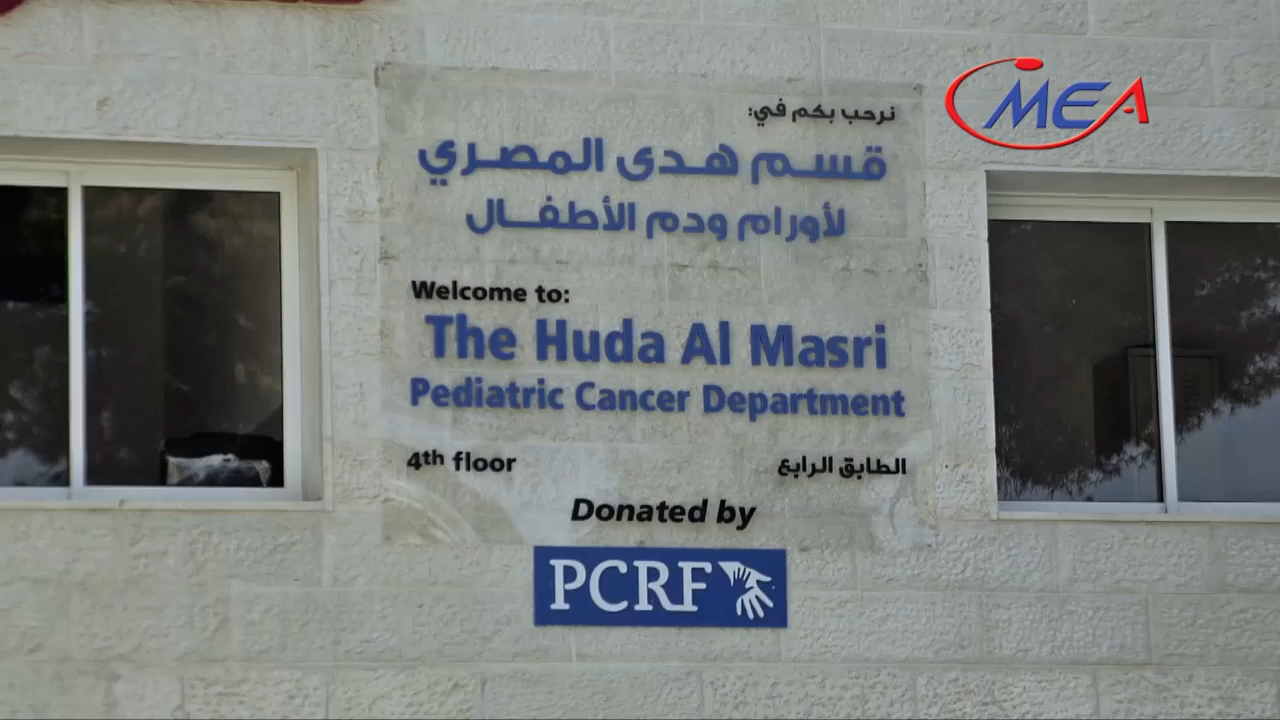 MEA
نرحب بكم في:
قسم هدى المصري
لأورام ودم الأطفال
Welcome to:
The Huda Al Masri
Pediatric Cancer Department
4th floor الطابق الرابع
Donated by
PCRF